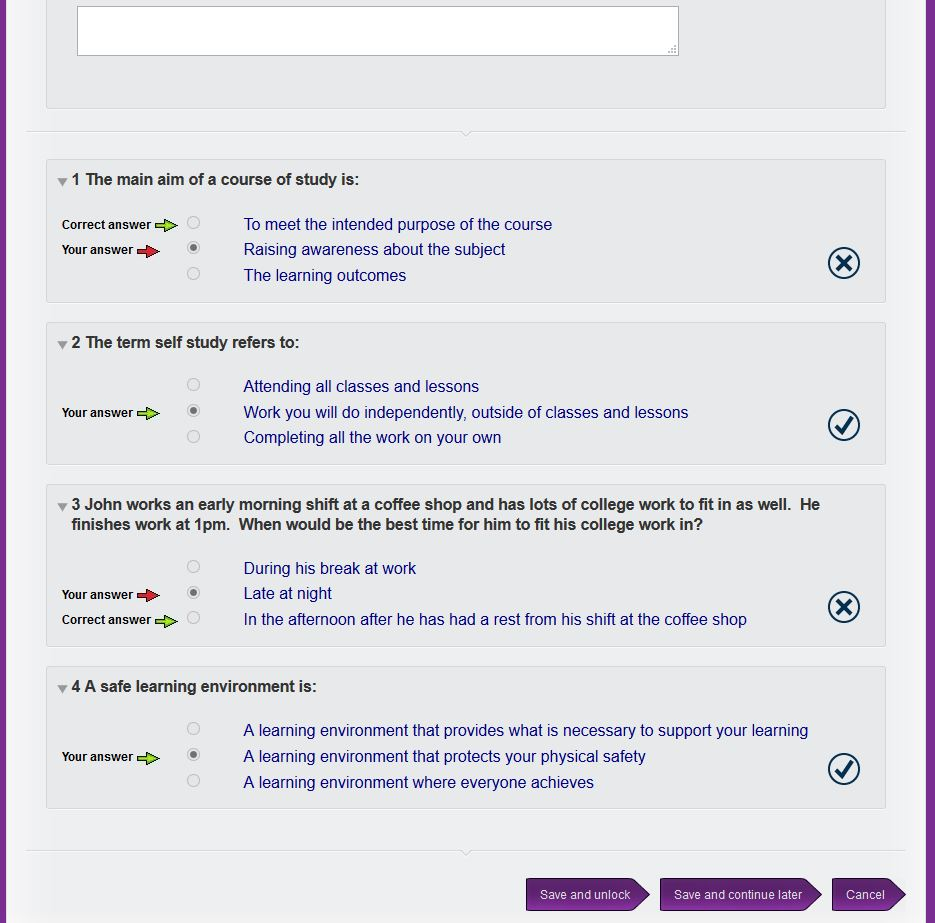 1 The main aim of a course of study is:
Correct answer To meet the intended purpose of the course
Your answer Raising awareness about the subject
The learning outcomes
2 The term self study refers to:
Attending all classes and lessons
Your answer Work you will do independently, outside of classes and lessons
Completing all the work on your own
3 John works an early morning shift at a coffee shop and has lots of college work to fit in as well. He
finishes work at 1pm. When would be the best time for him to fit his college work in?
During his break at work
Your answer Late at night
Correct answer In the afternoon after he has had a rest from his shift at the coffee shop
4 A safe learning environment is:
A learning environment that provides what is necessary to support your learning
Your answer A learning environment that protects your physical safety
A learning environment where everyone achieves
Save and unlock Save and continue later Cancel